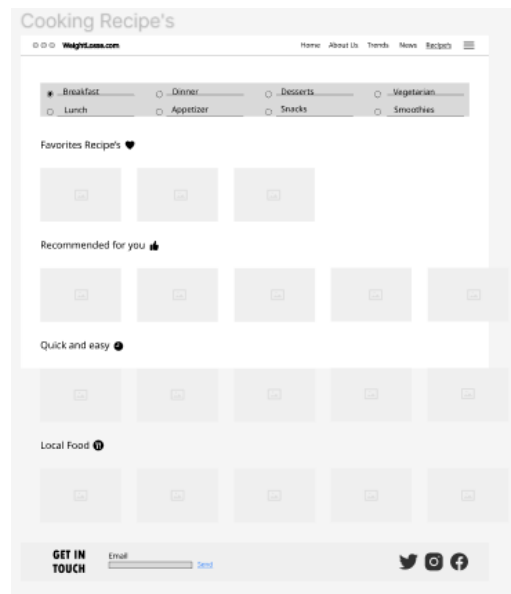 Cooking Recipe's
WeightLosse.com Home About Us Trends News Recipe's
Breakfast Dinner Desserts Vegetarian
Lunch Appetizer Snacks Smoothies
Favorites Recipe's
Recommended for you
Quick and easy
Local Food
GET IN
TOUCH
Email
Send